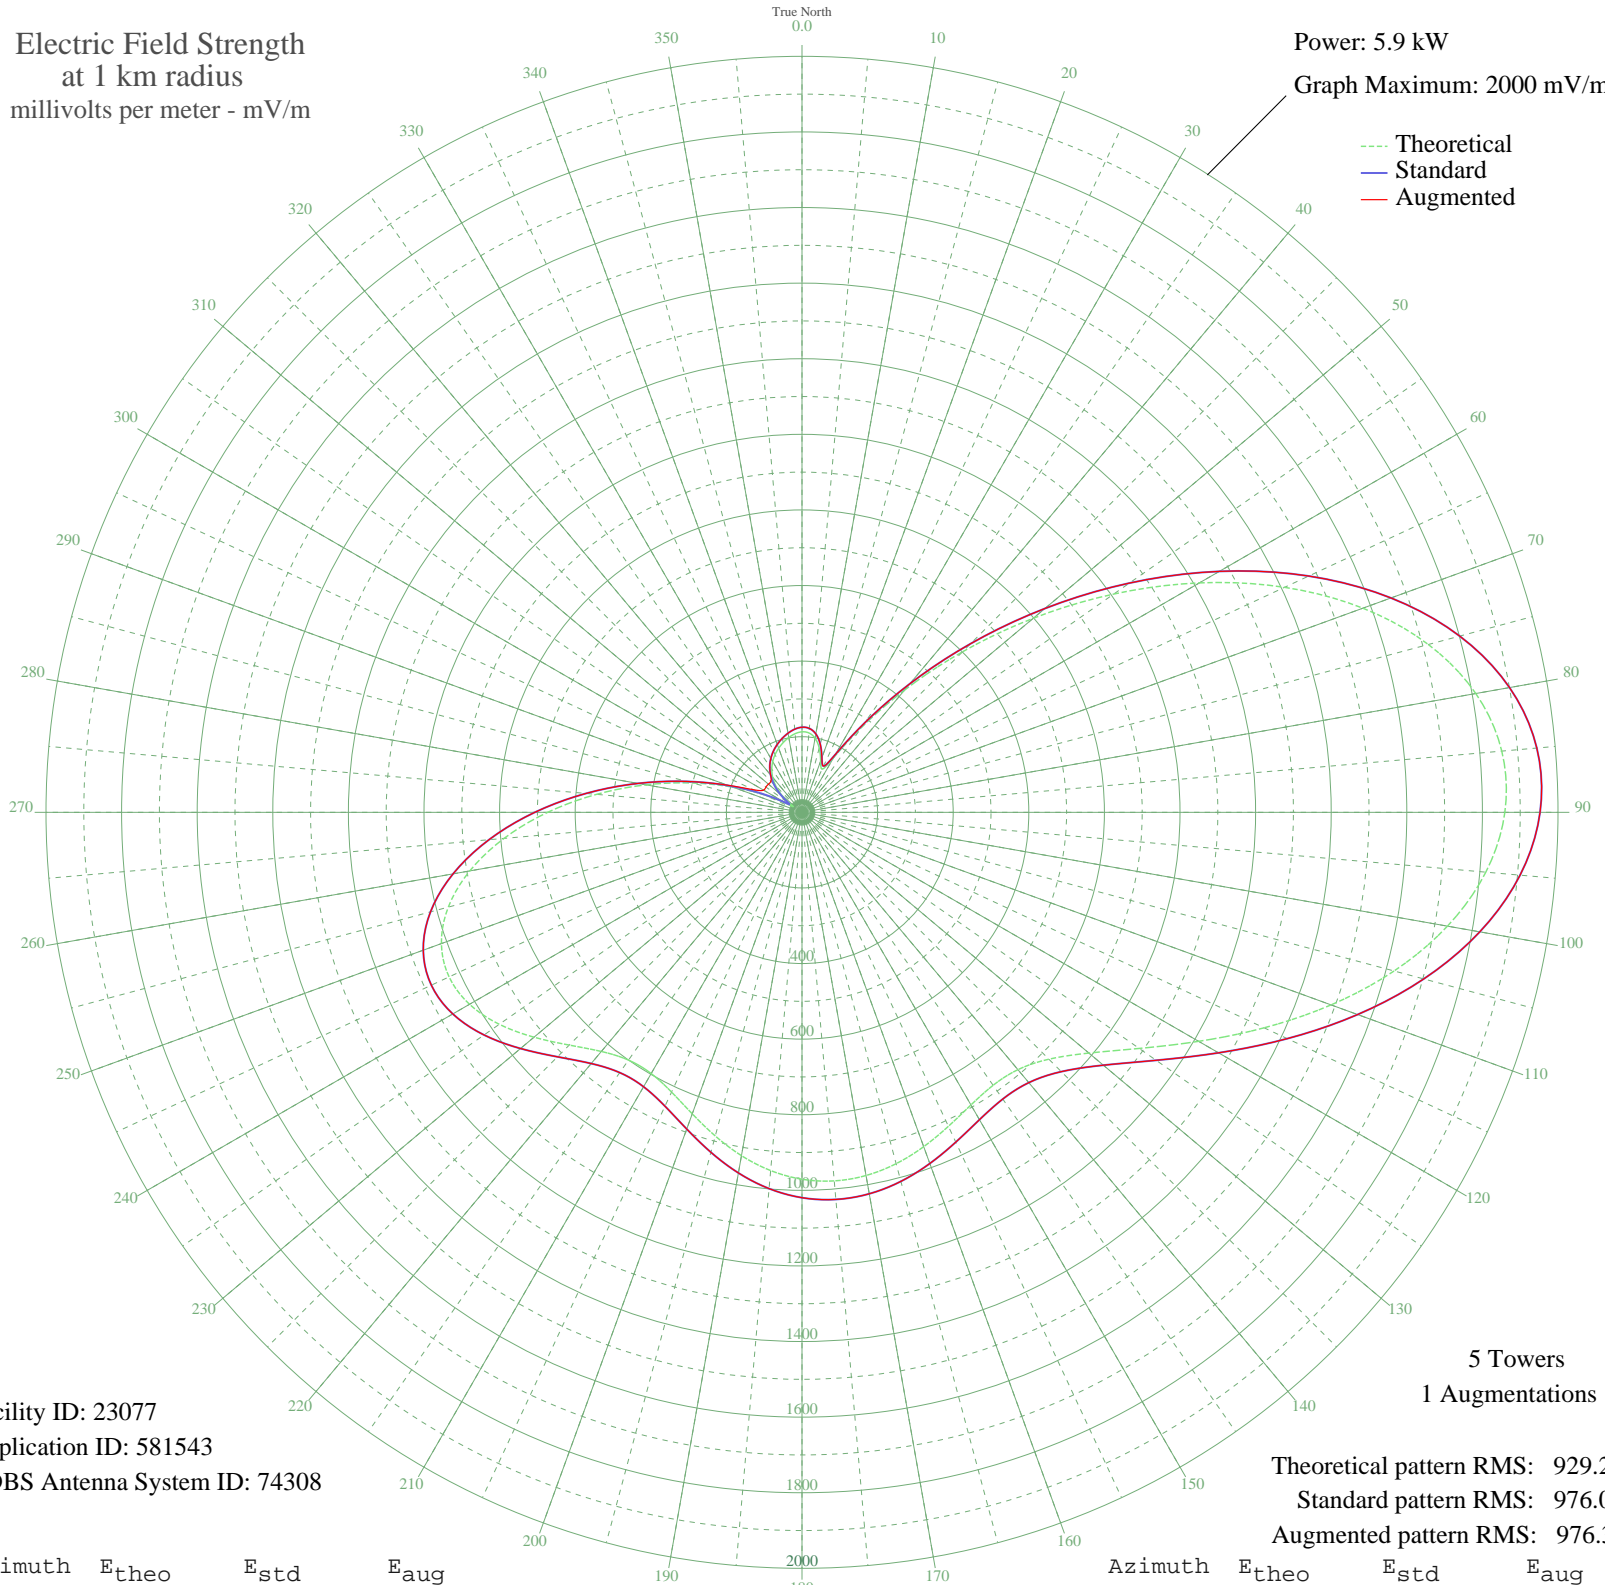 True North
0.0
Electric Field Strength
at 1 km radius
millivolts per meter - mV/m
Power: 5.9 kW
Graph Maximum: 2000 mV/m
Theoretical
Standard
Augmented
10
20
30
40
50
60
70
80
90
100
110
120
130
140
150
160
170
190
200
210
220
230
240
250
260
270
280
290
300
310
320
330
340
350
400
600
800
1000
1200
1400
1600
1800
2000
5 Towers
1 Augmentations
cility ID: 23077
plication ID: 581543
DBS Antenna System ID: 74308
Theoretical pattern RMS: 929.2
Standard pattern RMS: 976.0
Augmented pattern RMS: 976.3
imuth Etheo Estd Eaug
Azimuth Etheo Estd Eaug